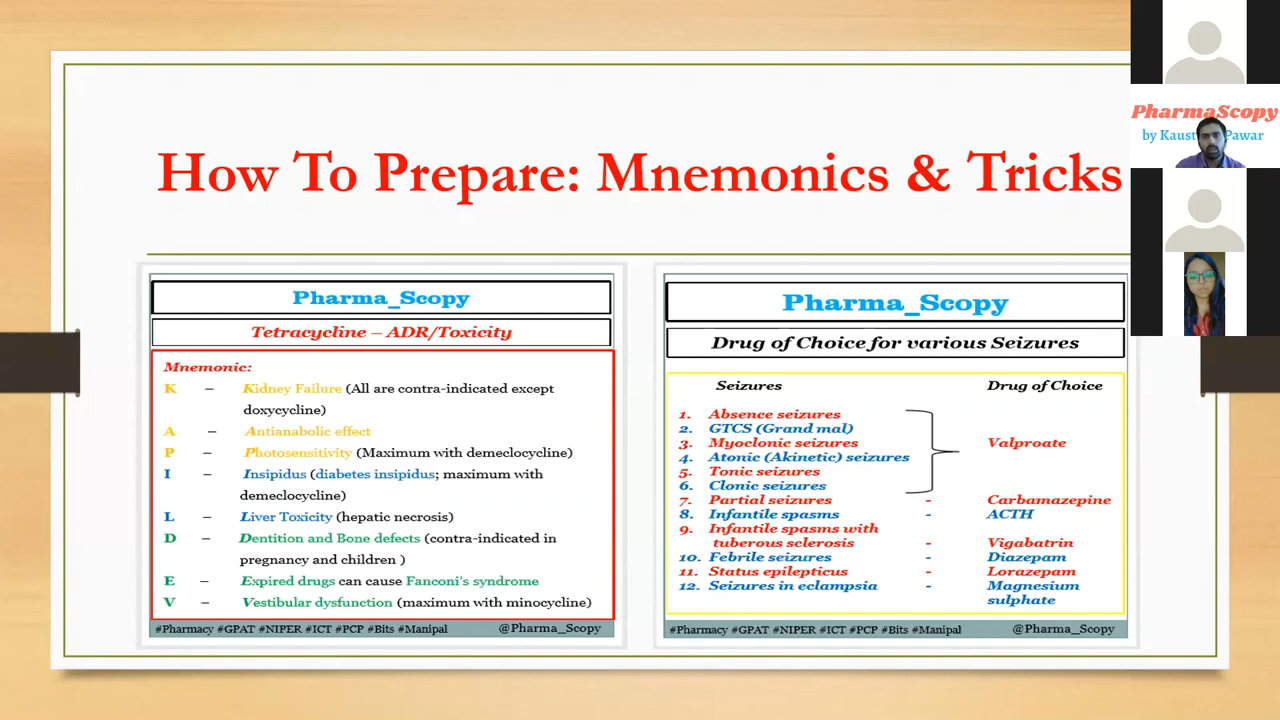 How To Prepare: Mnemonics & Tricks
PharmaScopy
by Kaust Pawar
Pharma_Scopy
Tetracycline – ADR/Toxicity
Mnemonic:
K – Kidney Failure (All are contra-indicated except
doxycycline)
A – Antianabolic effect
P – Photosensitivity (Maximum with demeclocycline)
I – Insipidus (diabetes insipidus; maximum with
demeclocycline)
L – Liver Toxicity (hepatic necrosis)
D – Dentition and Bone defects (contra-indicated in
pregnancy and children )
E – Expired drugs can cause Fanconi's syndrome
V – Vestibular dysfunction (maximum with minocycline)
#Pharmacy #GPAT #NIPER #ICT #PCP #Bits #Manipal @Pharma_Scopy
Pharma_Scopy
Drug of Choice for various Seizures
Seizures Drug of Choice
1. Absence seizures
2. GTCS (Grand mal)
3. Myoclonic seizures Valproate
4. Atonic (Akinetic) seizures
5. Tonic seizures
6. Clonic seizures
7. Partial seizures - Carbamazepine
8. Infantile spasms - ACTH
9. Infantile spasms with
tuberous sclerosis - Vigabatrin
10. Febrile seizures - Diazepam
11. Status epilepticus - Lorazepam
12. Seizures in eclampsia - Magnesium
sulphate
#Pharmacy #GPAT #NIPER #ICT #PCP #Bits #Manipal @Pharma_Scopy